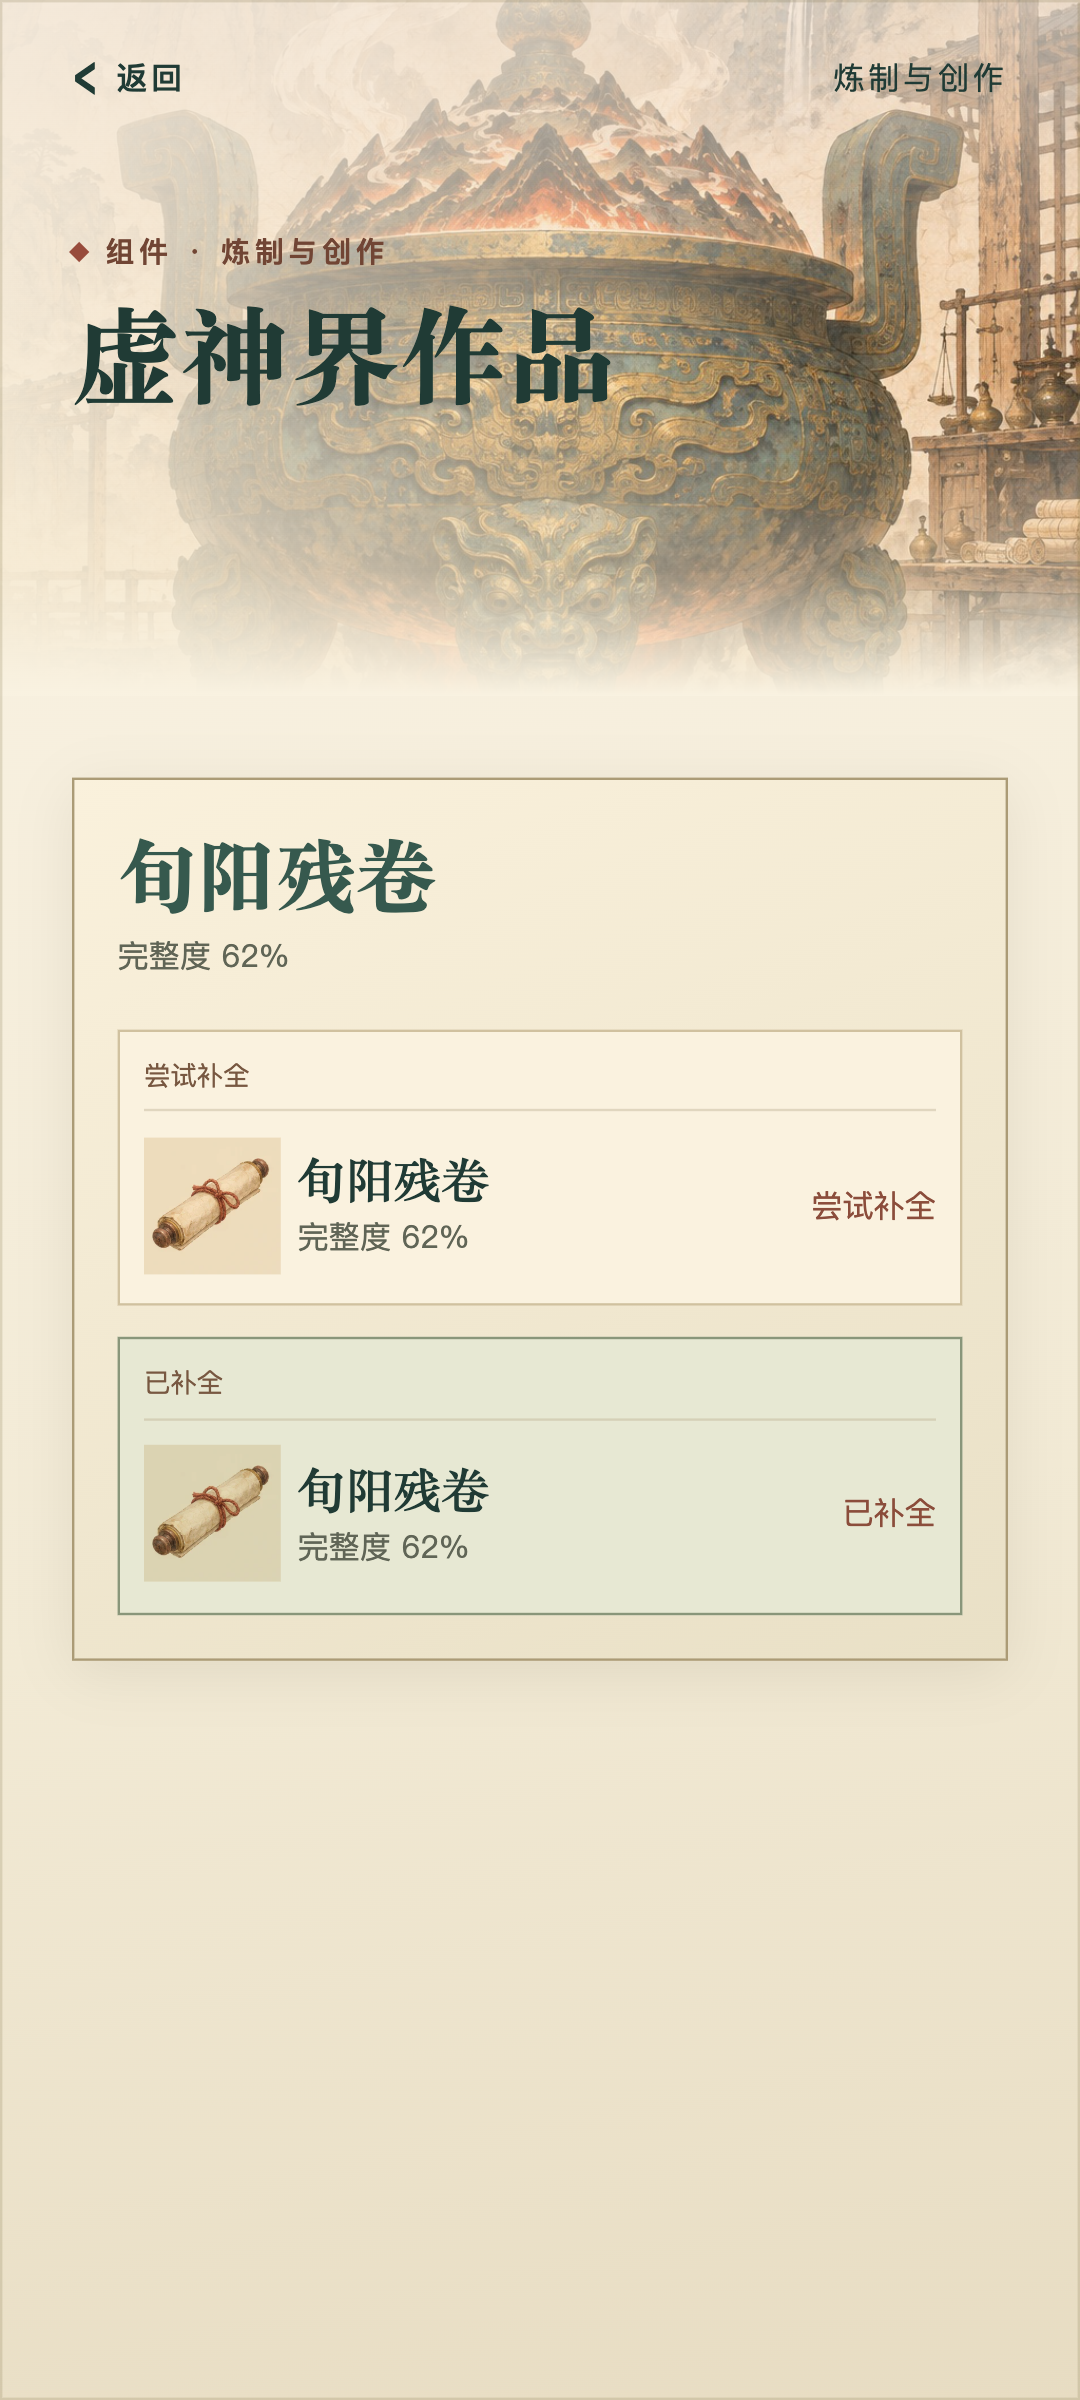 返回
炼制与创作
组件 · 炼制与创作
虚神界作品
旬阳残卷
完整度 62%
尝试补全
旬阳残卷
完整度 62%
尝试补全
已补全
旬阳残卷
完整度 62%
已补全